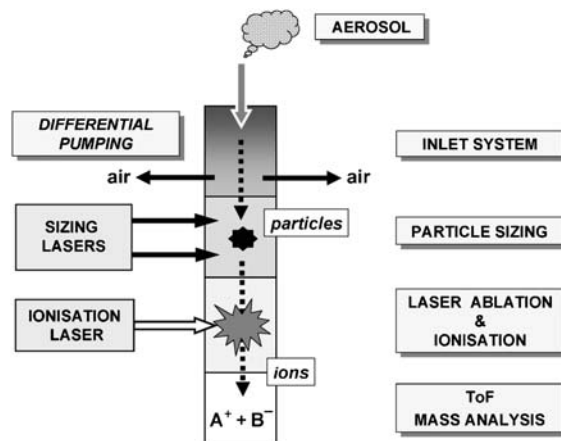 AEROSOL
DIFFERENTIAL
PUMPING
INLET SYSTEM
air
air
particles
SIZING
LASERS
PARTICLE SIZING
IONISATION
LASER
LASER ABLATION
&
IONISATION
ions
A⁺ + B⁻
ToF
MASS ANALYSIS